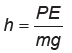 h = PE/mg